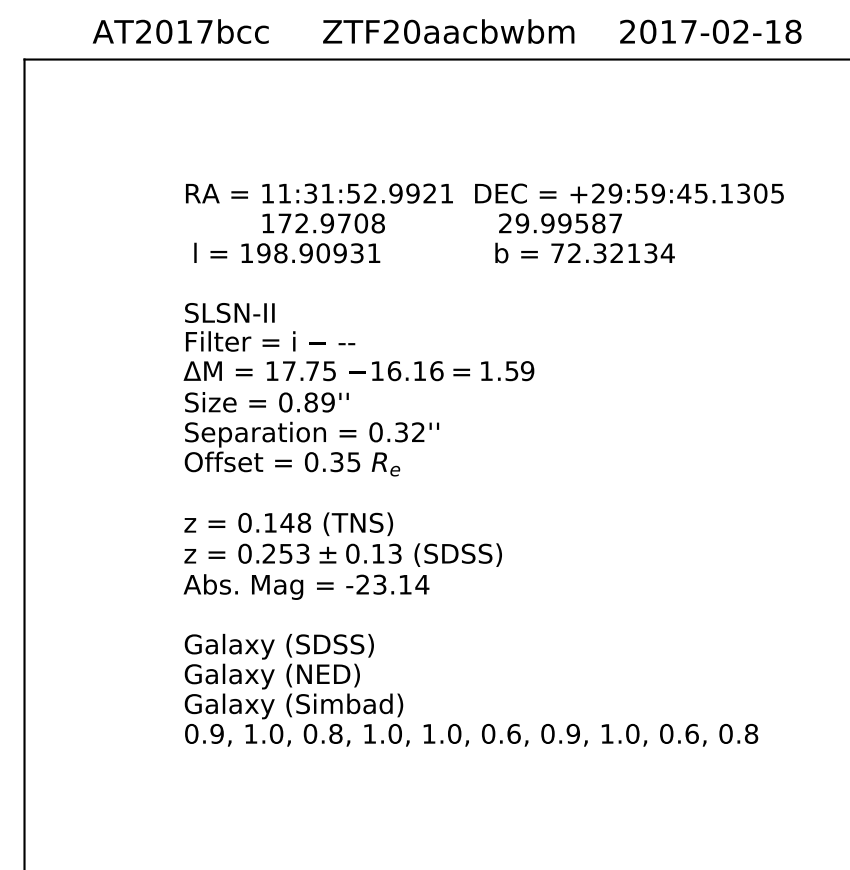 AT2017bcc ZTF20aacbwbm 2017-02-18
RA = 11:31:52.9921 DEC = +29:59:45.1305
172.9708 29.99587
l = 198.90931 b = 72.32134
SLSN-II
Filter = i − --
ΔM = 17.75 −16.16 = 1.59
Size = 0.89''
Separation = 0.32''
Offset = 0.35 Rₑ
z = 0.148 (TNS)
z = 0.253 ± 0.13 (SDSS)
Abs. Mag = -23.14
Galaxy (SDSS)
Galaxy (NED)
Galaxy (Simbad)
0.9, 1.0, 0.8, 1.0, 1.0, 0.6, 0.9, 1.0, 0.6, 0.8